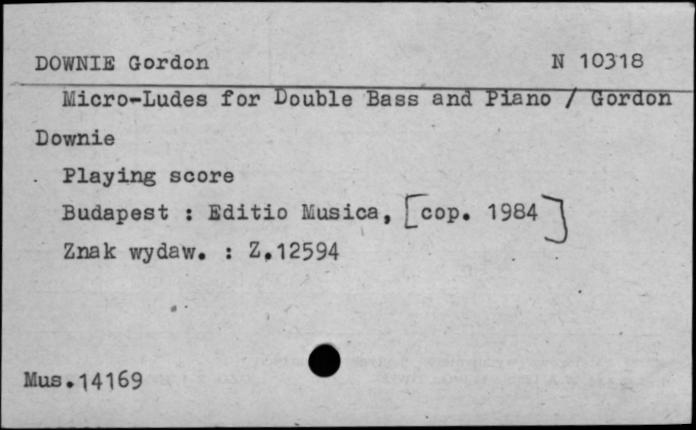 DOWNIE Gordon N 10318
Micro-Ludes for Double Bass and Piano / Gordon
Downie
Playing score
Budapest : Editio Musica, [cop. 1984]
Znak wydaw. : Z.12594
Mus.14169